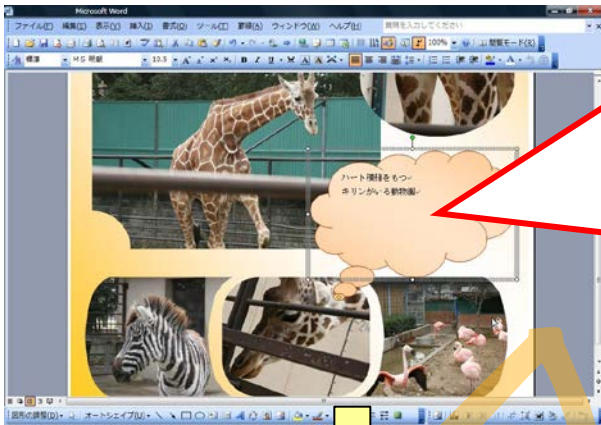 Microsoft Word
ファイル(F) 編集(E) 表示(V) 挿入(I) 書式(O) ツール(T) 罫線(A) ウィンドウ(W) ヘルプ(H) 質問を入力してください
100% 閲覧モード(R)
標準 MS 明朝 10.5 A A B I U A A
ハート模様をもつ
キリンがいる動物園
図形の調整(D) オートシェイプ(U)